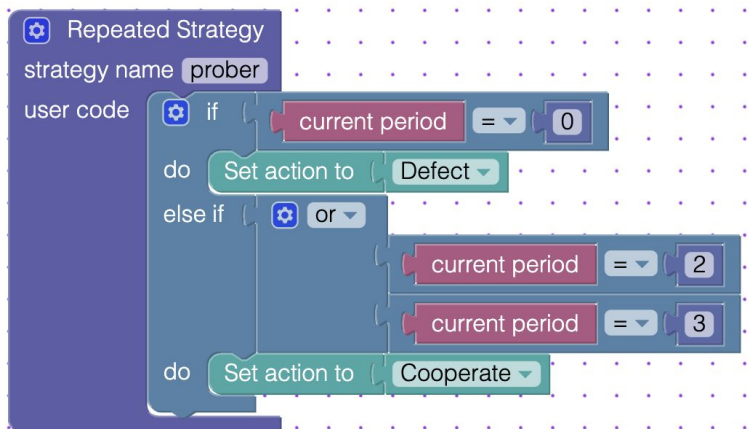 Repeated Strategy
strategy name prober
user code if current period = 0
do Set action to Defect
else if or
current period = 2
current period = 3
do Set action to Cooperate